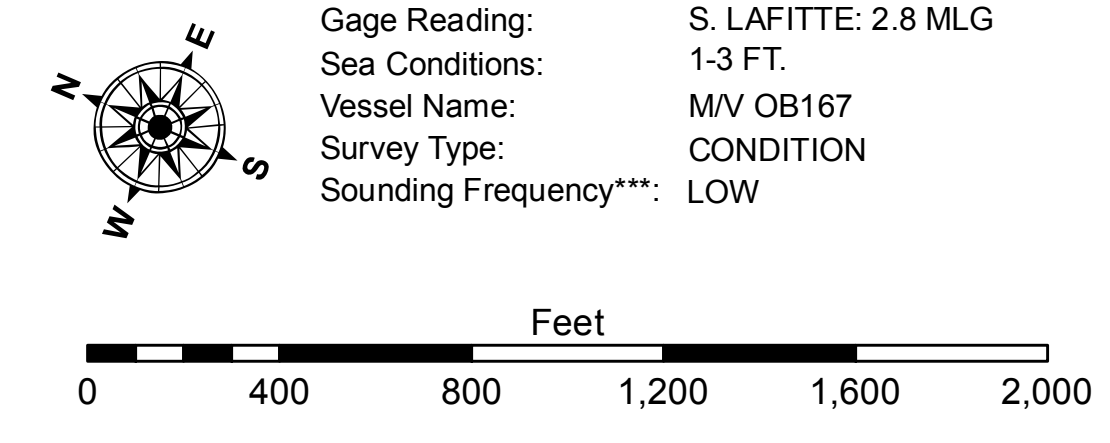 N
E
S
W
Gage Reading: S. LAFITTE: 2.8 MLG
Sea Conditions: 1-3 FT.
Vessel Name: M/V OB167
Survey Type: CONDITION
Sounding Frequency***: LOW
Feet
0 400 800 1,200 1,600 2,000